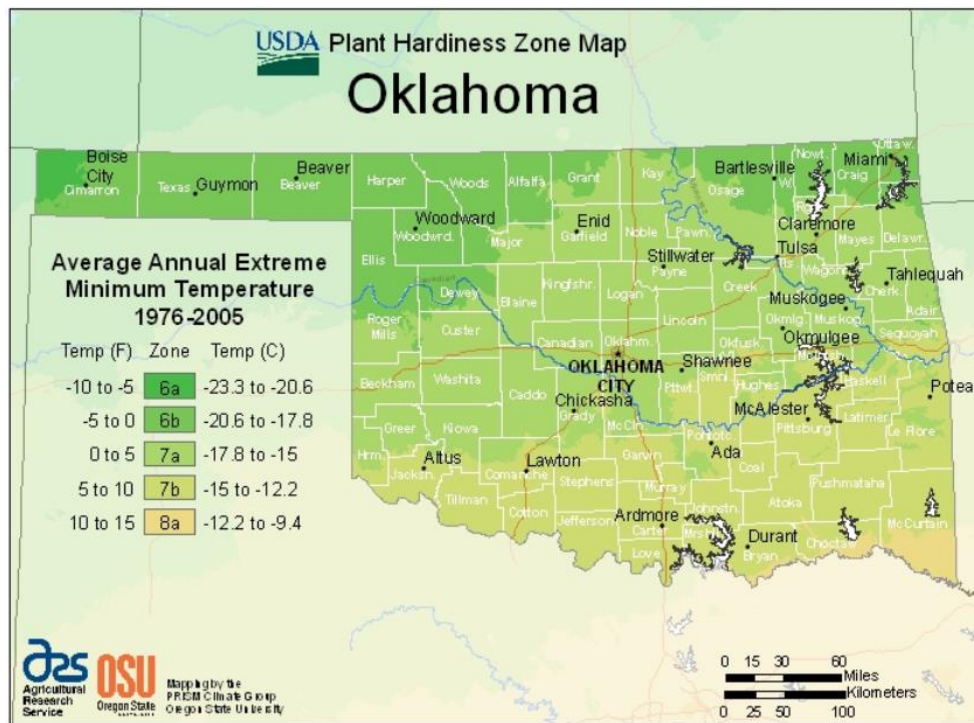 USDA Plant Hardiness Zone Map
Oklahoma
Boise
City
Cimarron
Texas
Guymon
Beaver
Beaver
Harper
Woods
Alfalfa
Grant
Kay
Osage
Bartlesville
W
Nowt.
Craig
Ottaw.
Miami
Woodward
Woodwrd.
Major
Enid
Garfield
Noble
Pawn.
Claremore
Tulsa
Mayes
Delawr.
Ellis
Dewey
Blaine
Kingfshr.
Logan
Stillwater
Payne
Creek
Wagon
Tahlequah
Cherk.
Adair
Muskogee
Muskog.
Okmlg
Okmulgee
Sequoyah
Roger
Mills
Custer
Canadian
Oklahm.
Lincoln
Okfusk
OKLAHOMA
CITY
Shawnee
Pttwt.
Smnl
Hughes
Haskell
Beckham
Washita
Caddo
Chickasha
Grady
McCln.
McAlester
Pittsburg
Latimer
Le Flore
Greer
Kiowa
Hrm.
Jacksn.
Altus
Comanche
Lawton
Garvin
Pontotc.
Ada
Coal
Pushmataha
Tillman
Cotton
Stephens
Jefferson
Murray
Johnstn.
Atoka
McCurtain
Ardmore
Carter
Love
Mrshl
Durant
Bryan
Choctaw
Average Annual Extreme
Minimum Temperature
1976-2005
Temp (F) Zone Temp (C)
-10 to -5 6a -23.3 to -20.6
-5 to 0 6b -20.6 to -17.8
0 to 5 7a -17.8 to -15
5 to 10 7b -15 to -12.2
10 to 15 8a -12.2 to -9.4
Agricultural
Research
Service
OSU
Oregon State
Mapping by the
PRISM Climate Group
Oregon State University
0 15 30 60
Miles
Kilometers
0 25 50 100